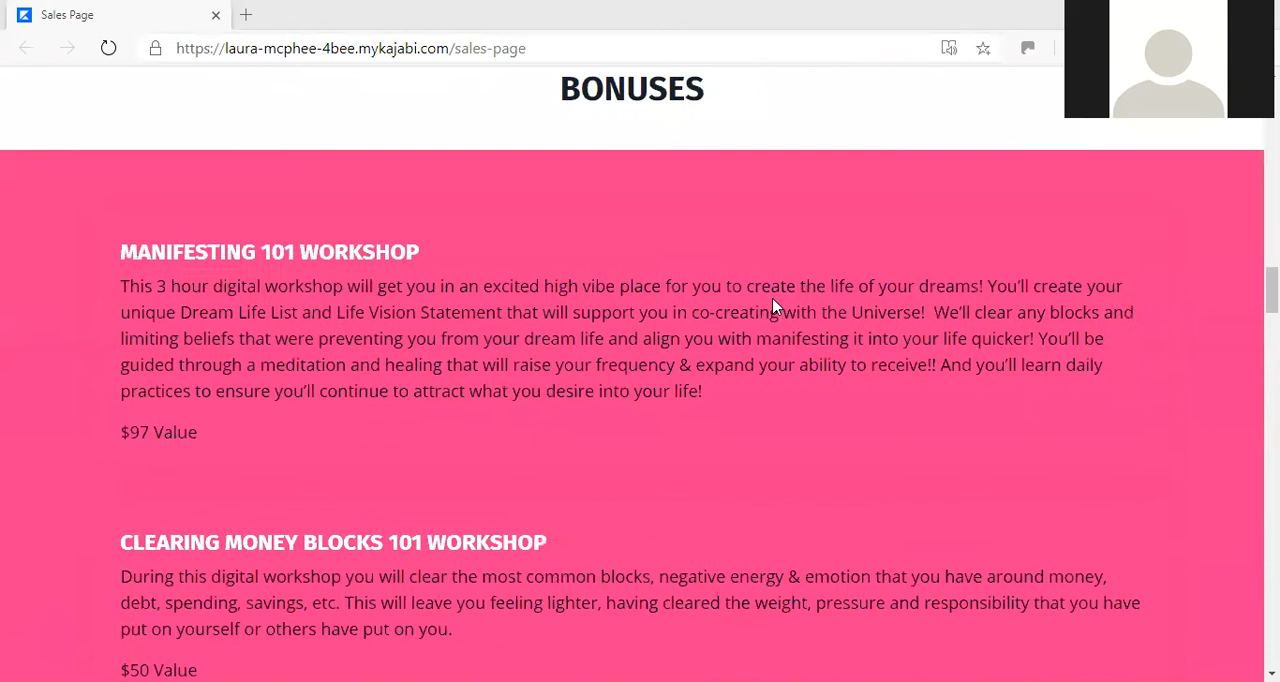 Sales Page
https://laura-mcphee-4bee.mykajabi.com/sales-page
BONUSES
MANIFESTING 101 WORKSHOP
This 3 hour digital workshop will get you in an excited high vibe place for you to create the life of your dreams! You'll create your
unique Dream Life List and Life Vision Statement that will support you in co-creating with the Universe!  We'll clear any blocks and
limiting beliefs that were preventing you from your dream life and align you with manifesting it into your life quicker! You'll be
guided through a meditation and healing that will raise your frequency & expand your ability to receive!! And you'll learn daily
practices to ensure you'll continue to attract what you desire into your life!
$97 Value
CLEARING MONEY BLOCKS 101 WORKSHOP
During this digital workshop you will clear the most common blocks, negative energy & emotion that you have around money,
debt, spending, savings, etc. This will leave you feeling lighter, having cleared the weight, pressure and responsibility that you have
put on yourself or others have put on you.
$50 Value